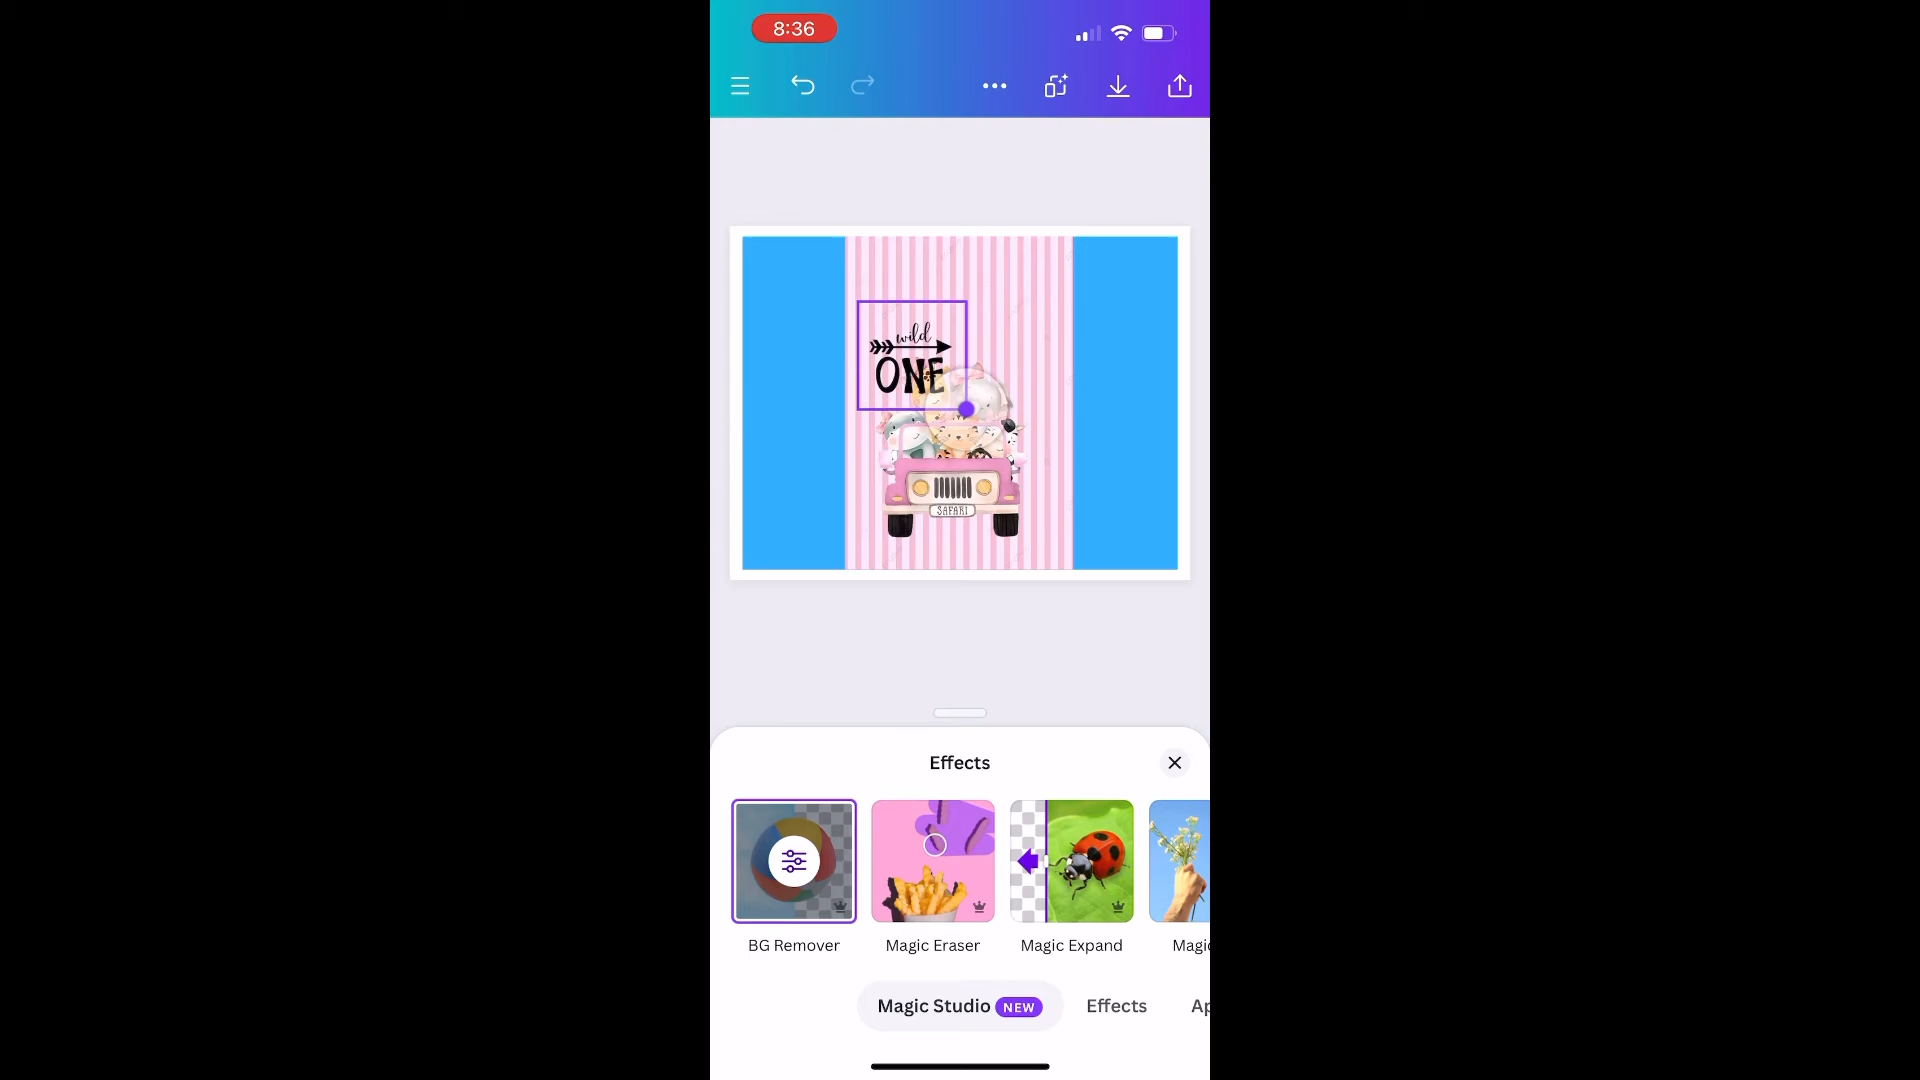 8:36
wild
ONE
SAFARI
Effects
BG Remover
Magic Eraser
Magic Expand
Magic Studio NEW
Effects